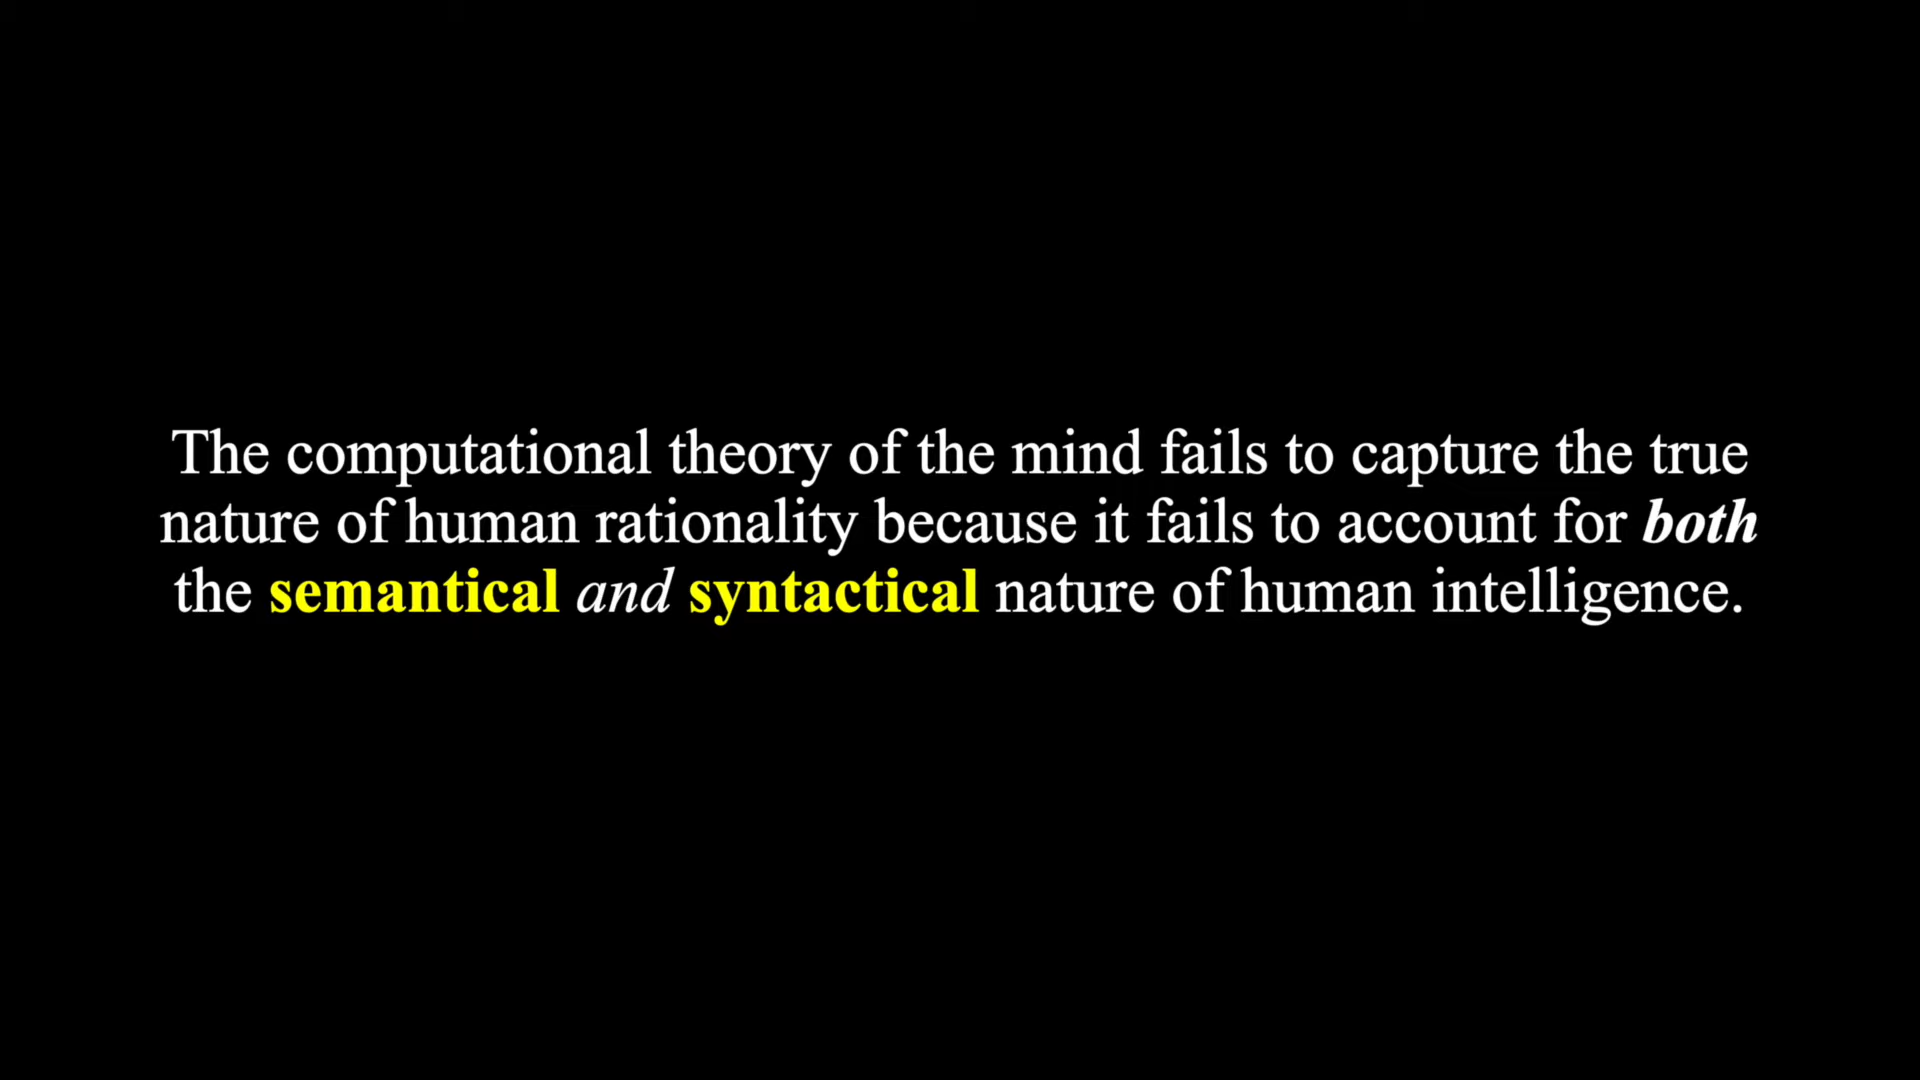 The computational theory of the mind fails to capture the true
nature of human rationality because it fails to account for both
the semantical and syntactical nature of human intelligence.